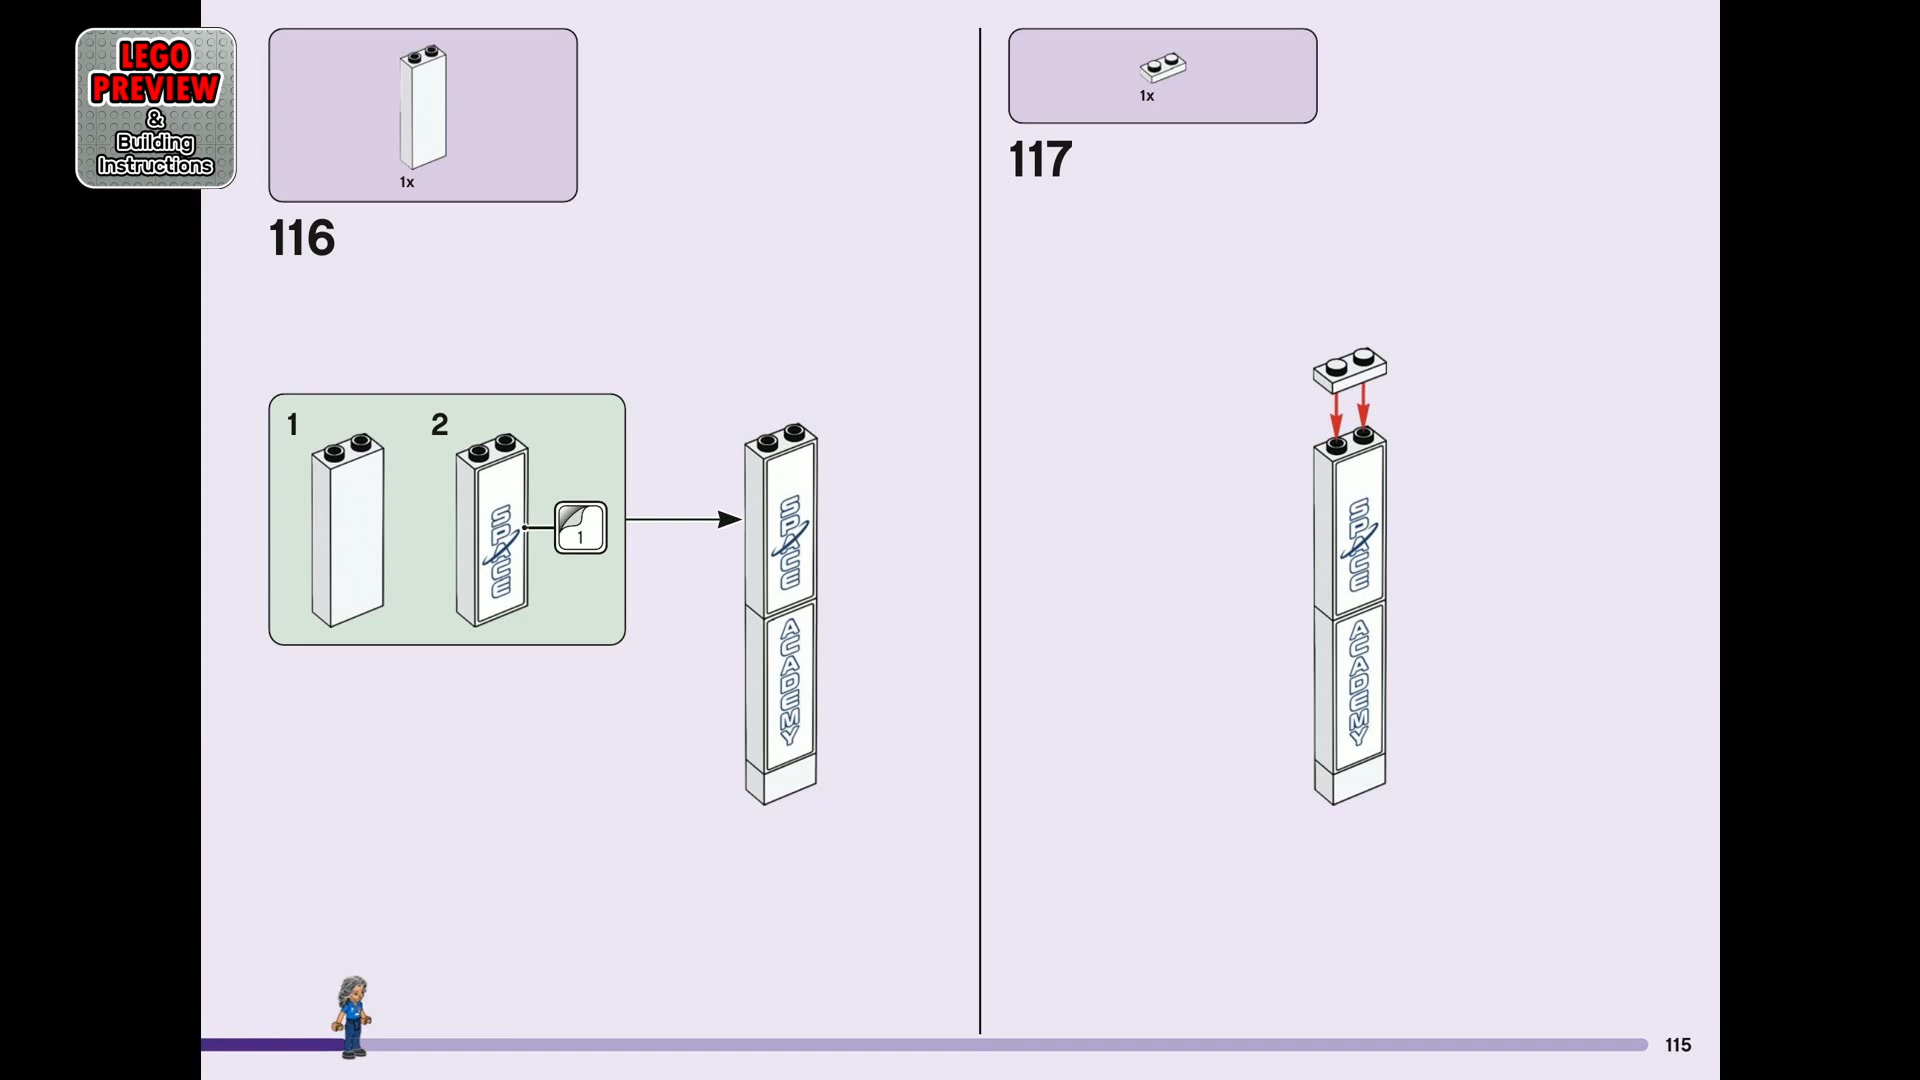 LEGO
PREVIEW
&
Building
Instructions
1x
116
1
2
SPACE
1
SPACE
ACADEMY
1x
117
SPACE
ACADEMY
115